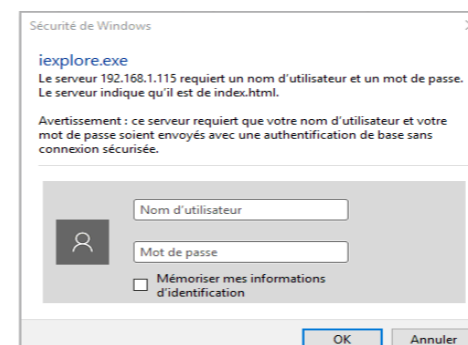 Sécurité de Windows
iexplore.exe
Le serveur 192.168.1.115 requiert un nom d'utilisateur et un mot de passe.
Le serveur indique qu'il est de index.html.
Avertissement : ce serveur requiert que votre nom d'utilisateur et votre
mot de passe soient envoyés avec une authentification de base sans
connexion sécurisée.
Nom d'utilisateur
Mot de passe
Mémoriser mes informations
d'identification
OK Annuler